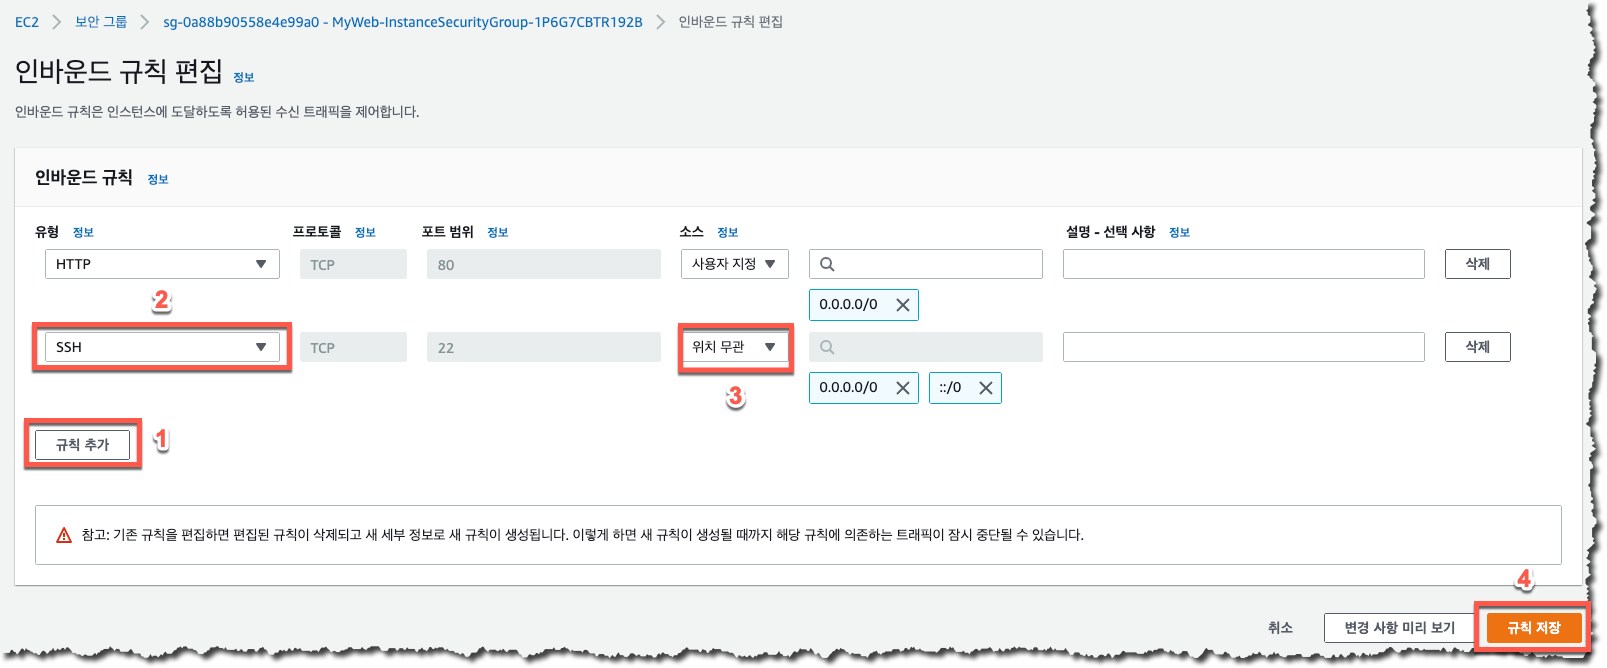 EC2 > 보안 그룹 > sg-0a88b90558e4e99a0 - MyWeb-InstanceSecurityGroup-1P6G7CBTR192B > 인바운드 규칙 편집
인바운드 규칙 편집 정보
인바운드 규칙은 인스턴스에 도달하도록 허용된 수신 트래픽을 제어합니다.
인바운드 규칙 정보
유형 정보 프로토콜 정보 포트 범위 정보 소스 정보 설명 - 선택 사항 정보
HTTP TCP 80 사용자 지정 삭제
2 0.0.0.0/0
SSH TCP 22 위치 무관 삭제
3 0.0.0.0/0 ::/0
규칙 추가 1
참고: 기존 규칙을 편집하면 편집된 규칙이 삭제되고 새 세부 정보로 새 규칙이 생성됩니다. 이렇게 하면 새 규칙이 생성될 때까지 해당 규칙에 의존하는 트래픽이 잠시 중단될 수 있습니다.
4
취소 변경 사항 미리 보기 규칙 저장